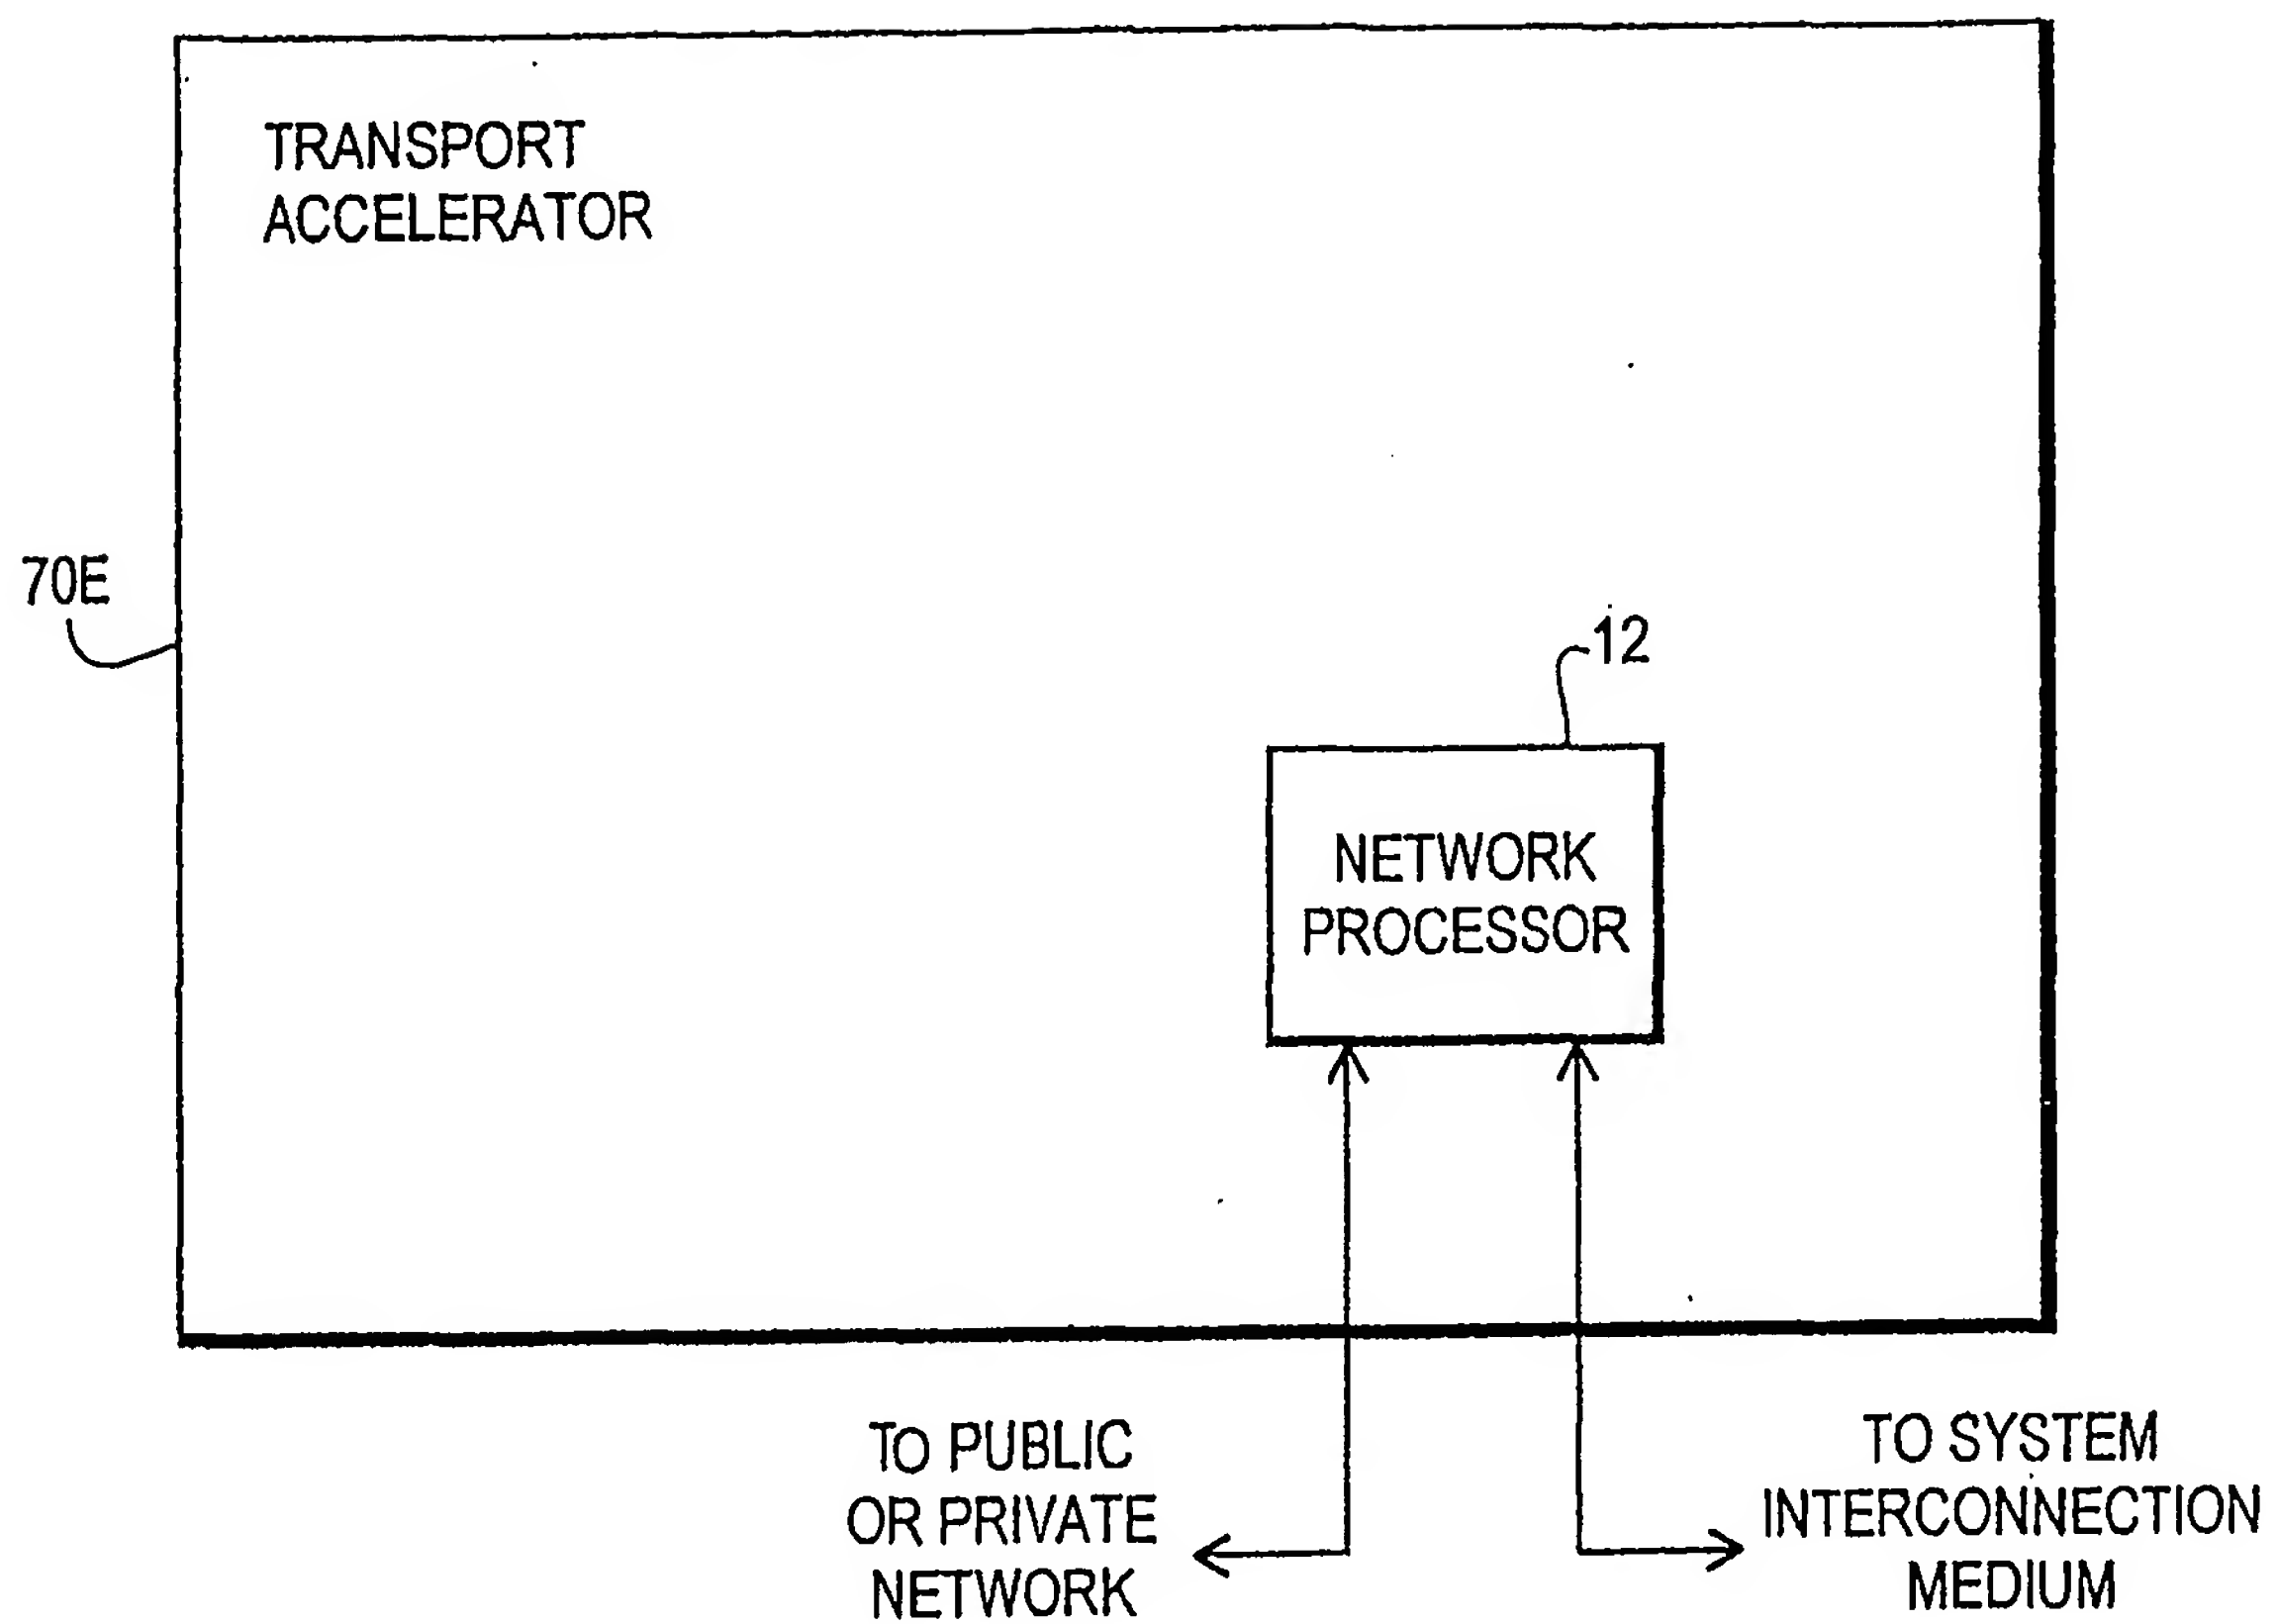 TRANSPORT
ACCELERATOR
70E
12
NETWORK
PROCESSOR
TO PUBLIC
OR PRIVATE
NETWORK
TO SYSTEM
INTERCONNECTION
MEDIUM